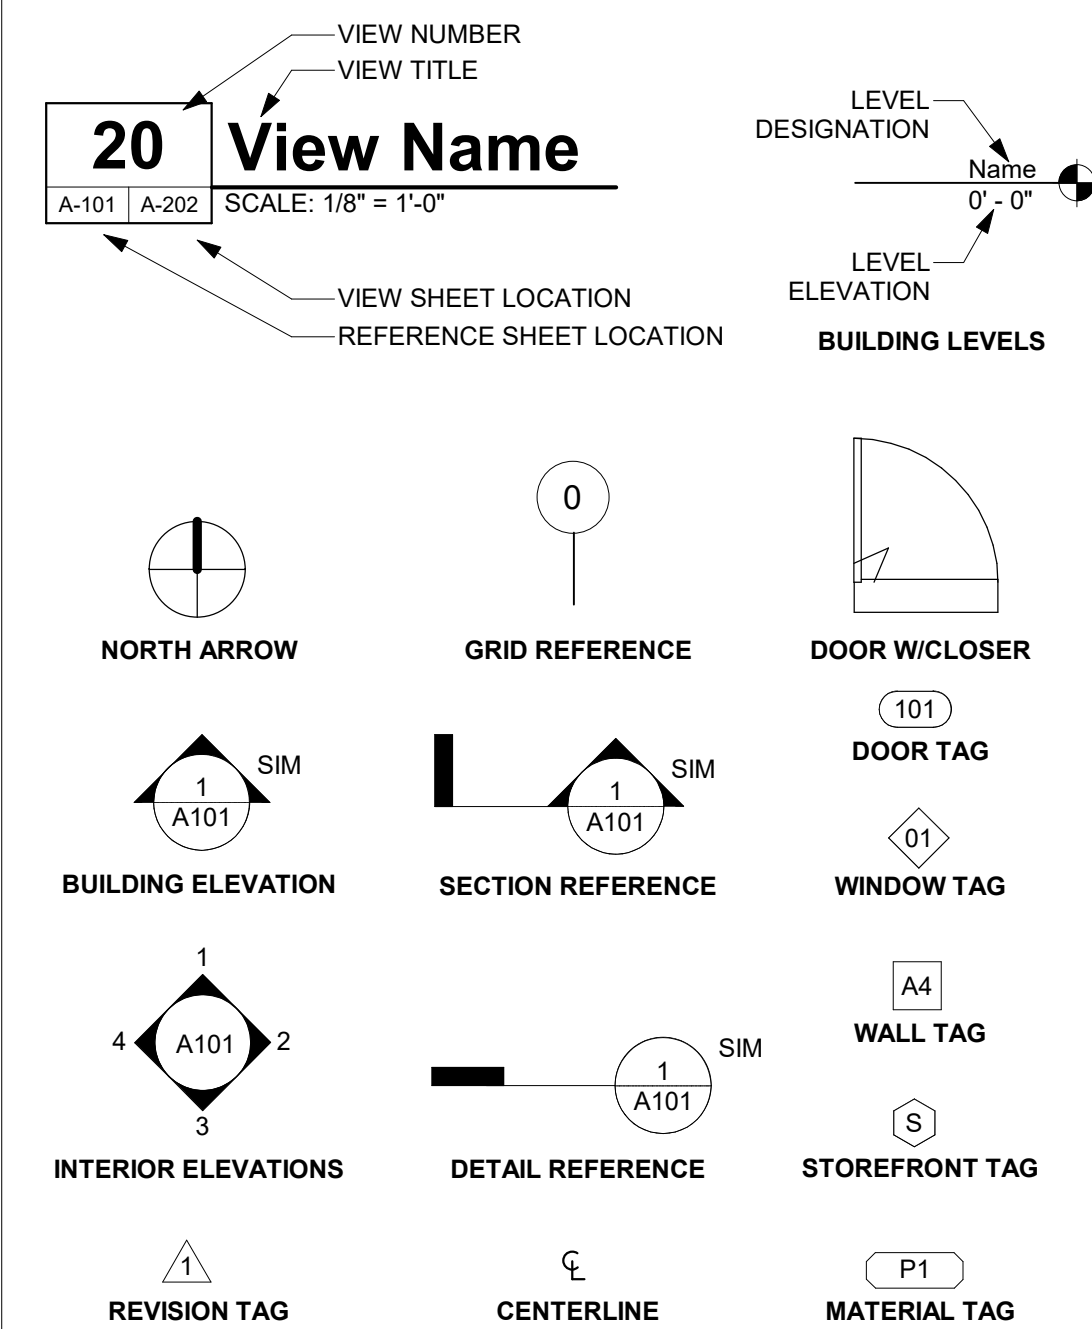 VIEW NUMBER
VIEW TITLE
20
View Name
A-101
A-202
SCALE: 1/8" = 1'-0"
VIEW SHEET LOCATION
REFERENCE SHEET LOCATION
LEVEL
DESIGNATION
Name
0' - 0"
LEVEL
ELEVATION
BUILDING LEVELS
NORTH ARROW
0
GRID REFERENCE
DOOR W/CLOSER
101
DOOR TAG
1
A101
SIM
BUILDING ELEVATION
1
A101
SIM
SECTION REFERENCE
01
WINDOW TAG
1
4
A101
2
3
INTERIOR ELEVATIONS
1
A101
SIM
DETAIL REFERENCE
A4
WALL TAG
S
STOREFRONT TAG
1
REVISION TAG
℄
CENTERLINE
P1
MATERIAL TAG